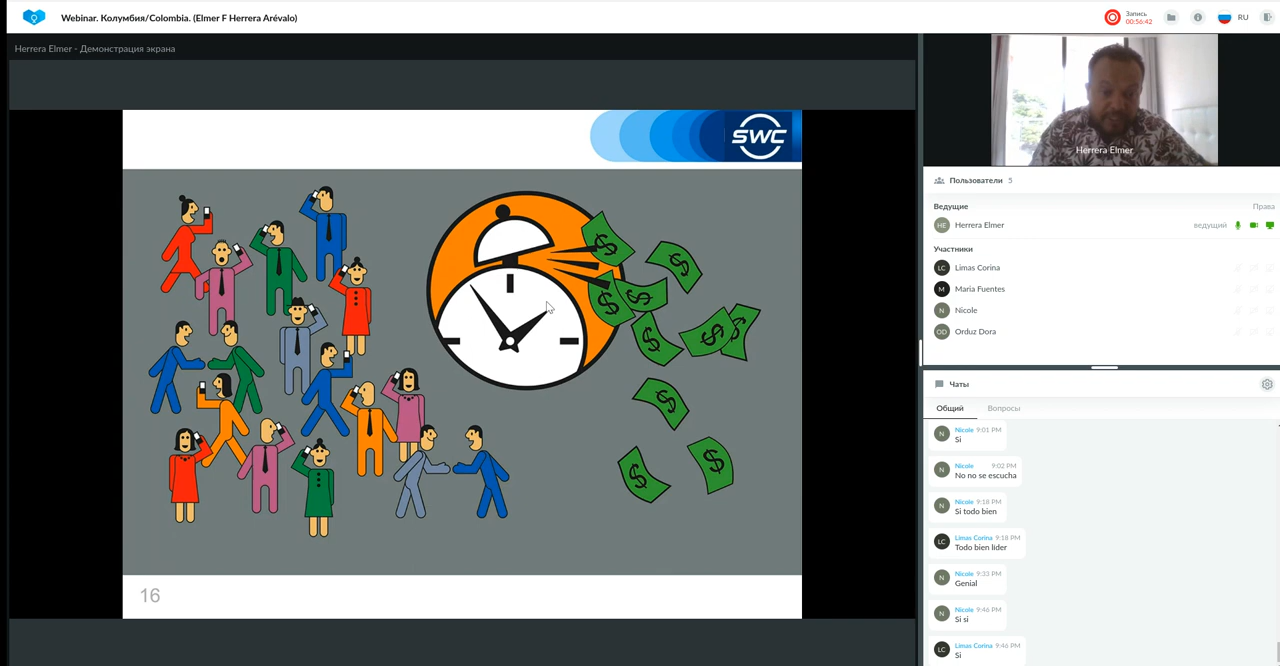 Webinar. Колумбия/Colombia. (Elmer F Herrera Arévalo)
Запись
00:56:42
RU
Herrera Elmer - Демонстрация экрана
SWC
$
$
$
$
$
$
$
$
$
$
16
Herrera Elmer
Пользователи 5
Ведущие
Права
HE
Herrera Elmer
ведущий
Участники
LC
Limas Corina
M
Maria Fuentes
N
Nicole
OD
Orduz Dora
Чаты
Общий
Вопросы
N
Nicole 9:01 PM
Si
N
Nicole 9:02 PM
No no se escucha
N
Nicole 9:18 PM
Si todo bien
LC
Limas Corina 9:18 PM
Todo bien líder
N
Nicole 9:33 PM
Genial
N
Nicole 9:46 PM
Si si
LC
Limas Corina 9:46 PM
Si